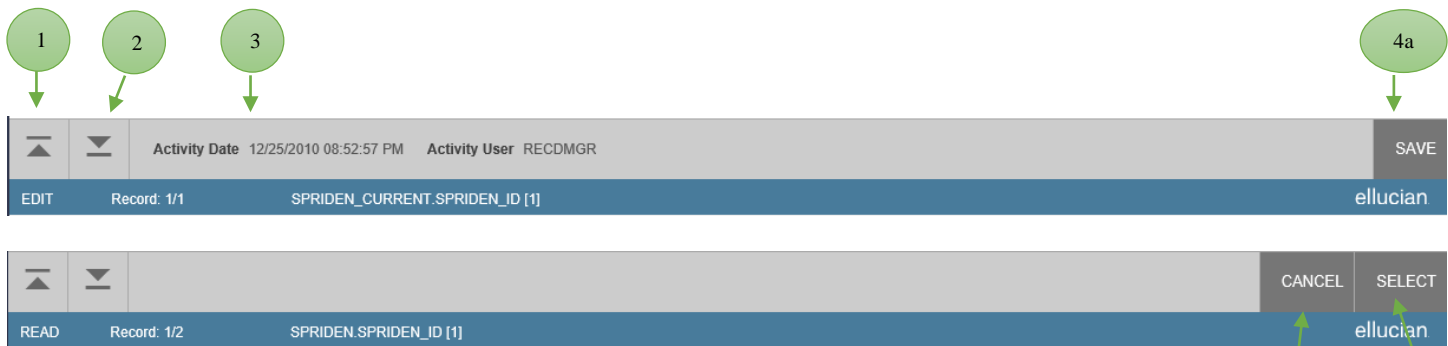 1 2 3 4a
Activity Date 12/25/2010 08:52:57 PM Activity User RECDMGR SAVE
EDIT Record: 1/1 SPRIDEN_CURRENT.SPRIDEN_ID [1] ellucian.
CANCEL SELECT
READ Record: 1/2 SPRIDEN.SPRIDEN_ID [1] ellucian.